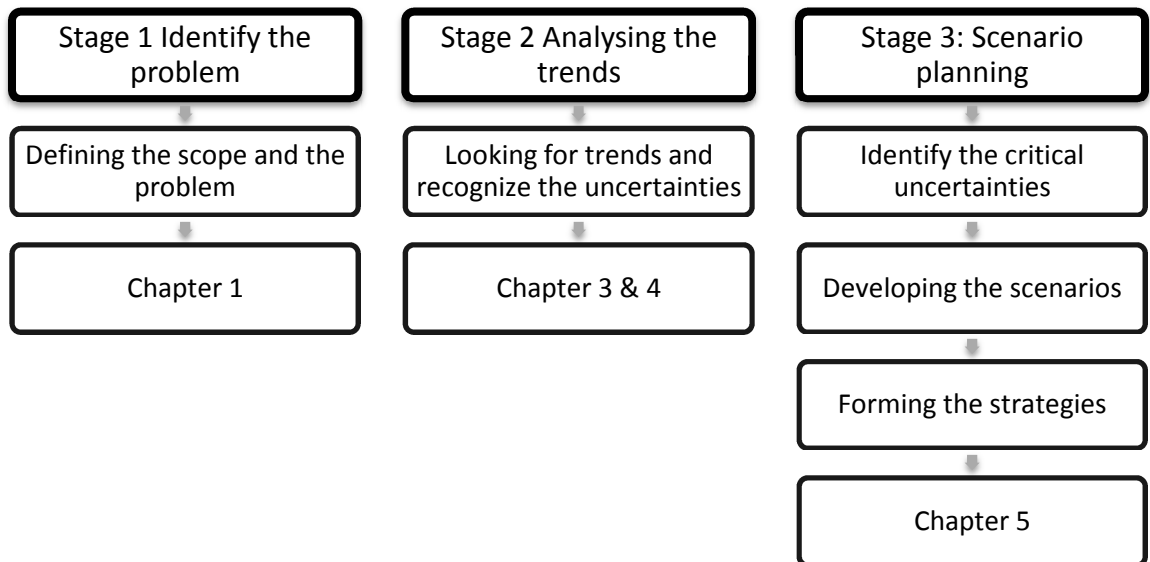 Stage 1 Identify the
problem
Defining the scope and the
problem
Chapter 1
Stage 2 Analysing the
trends
Looking for trends and
recognize the uncertainties
Chapter 3 & 4
Stage 3: Scenario
planning
Identify the critical
uncertainties
Developing the scenarios
Forming the strategies
Chapter 5